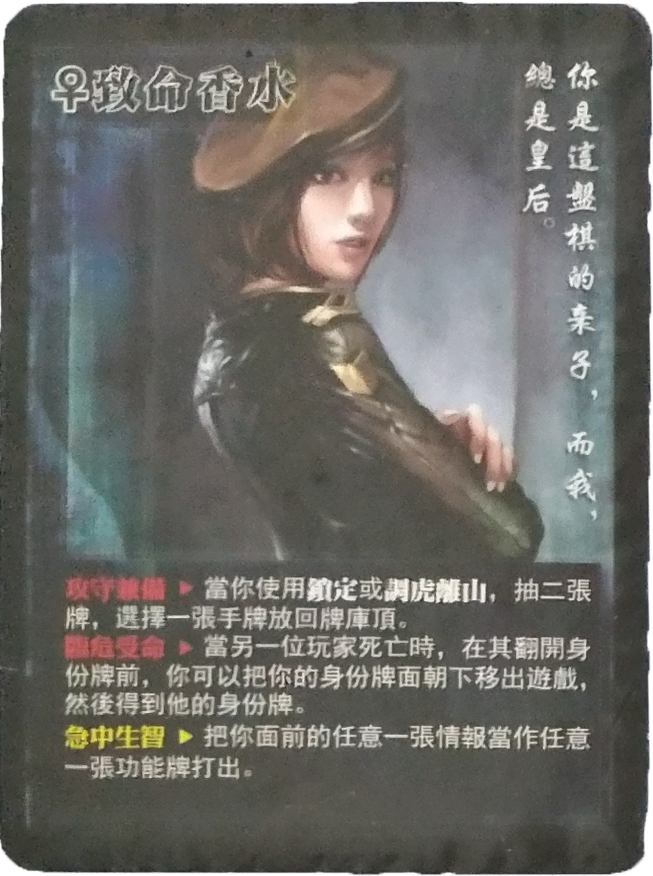 ♀致命香水
你是這盤棋的棄子，而我，
總是皇后。
攻守兼備 ▶ 當你使用鎖定或調虎離山，抽二張
牌，選擇一張手牌放回牌庫頂。
臨危受命 ▶ 當另一位玩家死亡時，在其翻開身
份牌前，你可以把你的身份牌面朝下移出遊戲，
然後得到他的身份牌。
急中生智 ▶ 把你面前的任意一張情報當作任意
一張功能牌打出。